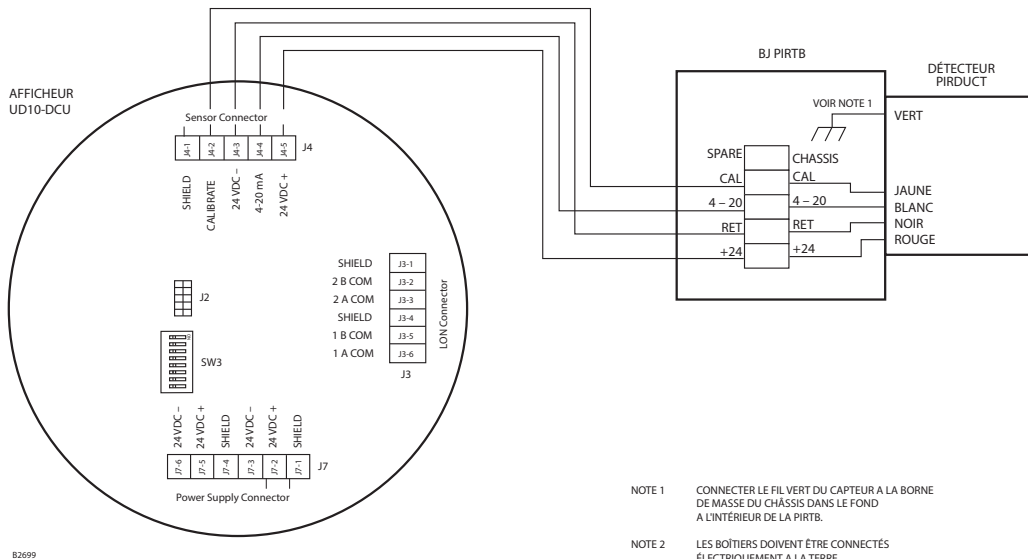 BJ PIRTB
DÉTECTEUR
PIRDUCT
AFFICHEUR
UD10-DCU
VOIR NOTE 1
VERT
Sensor Connector
J4-1
J4-2
J4-3
J4-4
J4-5
J4
SHIELD
CALIBRATE
24 VDC –
4-20 mA
24 VDC +
SPARE
CHASSIS
CAL
CAL
JAUNE
4 – 20
4 – 20
BLANC
RET
RET
NOIR
+24
+24
ROUGE
SHIELD J3-1
2 B COM J3-2
2 A COM J3-3
SHIELD J3-4
1 B COM J3-5
1 A COM J3-6
LON Connector
J3
J2
SW3
24 VDC –
24 VDC +
SHIELD
24 VDC –
24 VDC +
SHIELD
J7-6
J7-5
J7-4
J7-3
J7-2
J7-1
J7
Power Supply Connector
NOTE 1 CONNECTER LE FIL VERT DU CAPTEUR A LA BORNE
DE MASSE DU CHÂSSIS DANS LE FOND
A L'INTÉRIEUR DE LA PIRTB.
NOTE 2 LES BOÎTIERS DOIVENT ÊTRE CONNECTÉS
ÉLECTRIQUEMENT A LA TERRE
B2699